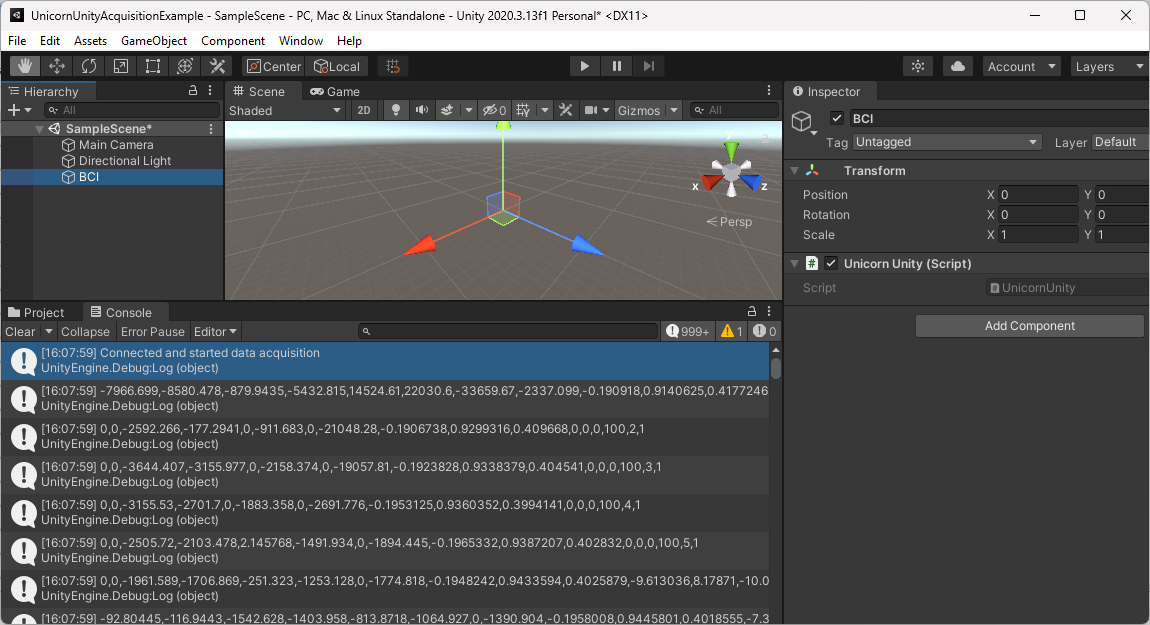 UnicornUnityAcquisitionExample - SampleScene - PC, Mac & Linux Standalone - Unity 2020.3.13f1 Personal* <DX11>
File Edit Assets GameObject Component Window Help
Center Local Account Layers
Hierarchy
All
SampleScene*
Main Camera
Directional Light
BCI
Scene Game
Shaded 2D 0 Gizmos All
y
x z
Persp
Inspector
BCI
Tag Untagged Layer Default
Transform
Position X 0 Y 0
Rotation X 0 Y 0
Scale X 1 Y 1
# Unicorn Unity (Script)
Script UnicornUnity
Add Component
Project Console
Clear Collapse Error Pause Editor 999+ 1 0
[16:07:59] Connected and started data acquisition
UnityEngine.Debug:Log (object)
[16:07:59] -7966.699,-8580.478,-879.9435,-5432.815,14524.61,22030.6,-33659.67,-2337.099,-0.190918,0.9140625,0.4177246
UnityEngine.Debug:Log (object)
[16:07:59] 0,0,-2592.266,-177.2941,0,-911.683,0,-21048.28,-0.1906738,0.9299316,0.409668,0,0,0,100,2,1
UnityEngine.Debug:Log (object)
[16:07:59] 0,0,-3644.407,-3155.977,0,-2158.374,0,-19057.81,-0.1923828,0.9338379,0.404541,0,0,0,100,3,1
UnityEngine.Debug:Log (object)
[16:07:59] 0,0,-3155.53,-2701.7,0,-1883.358,0,-2691.776,-0.1953125,0.9360352,0.3994141,0,0,0,100,4,1
UnityEngine.Debug:Log (object)
[16:07:59] 0,0,-2505.72,-2103.478,2.145768,-1491.934,0,-1894.445,-0.1965332,0.9387207,0.402832,0,0,0,100,5,1
UnityEngine.Debug:Log (object)
[16:07:59] 0,0,-1961.589,-1706.869,-251.323,-1253.128,0,-1774.818,-0.1948242,0.9433594,0.4025879,-9.613036,8.17871,-10.0
UnityEngine.Debug:Log (object)
[16:07:59] -92.80445,-116.9443,-1542.628,-1403.958,-813.8718,-1064.927,0,-1390.904,-0.1958008,0.9445801,0.4018555,-7.3